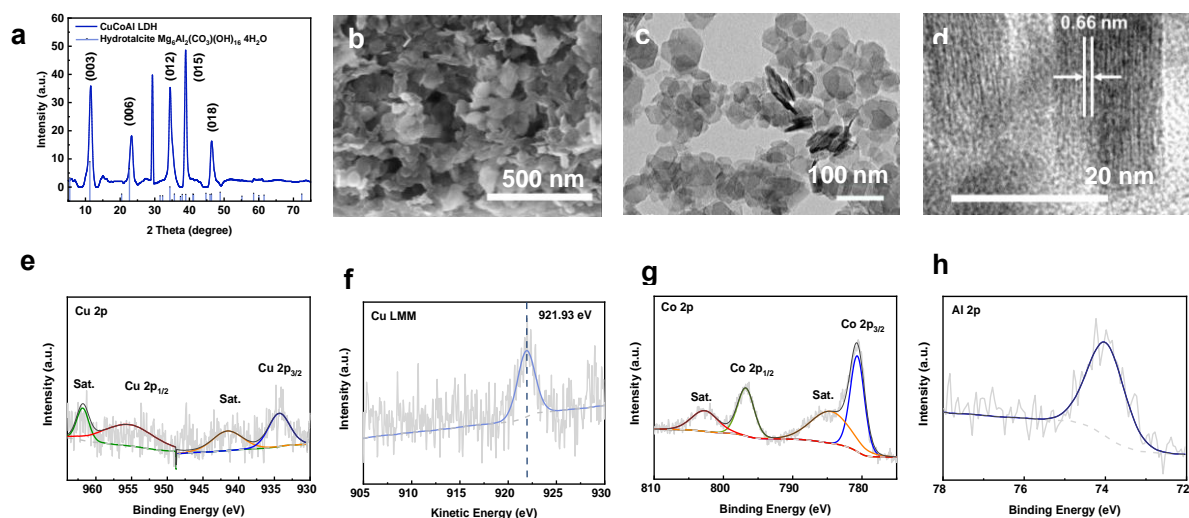 a
CuCoAl LDH
Hydrotalcite Mg₆Al₂(CO₃)(OH)₁₆ 4H₂O
(003)
(006)
(012)
(015)
(018)
60
50
40
30
20
10
0
10 20 30 40 50 60 70
Intensity (a.u.)
2 Theta (degree)
b
500 nm
c
100 nm
d
0.66 nm
20 nm
e
Cu 2p
Sat.
Cu 2p₁/₂
Sat.
Cu 2p₃/₂
Intensity (a.u.)
960 955 950 945 940 935 930
Binding Energy (eV)
f
Cu LMM
921.93 eV
Intensity (a.u.)
905 910 915 920 925 930
Kinetic Energy (eV)
g
Co 2p
Sat.
Co 2p₁/₂
Sat.
Co 2p₃/₂
Intensity (a.u.)
810 800 790 780
Binding Energy (eV)
h
Al 2p
Intensity (a.u.)
78 76 74 72
Binding Energy (eV)